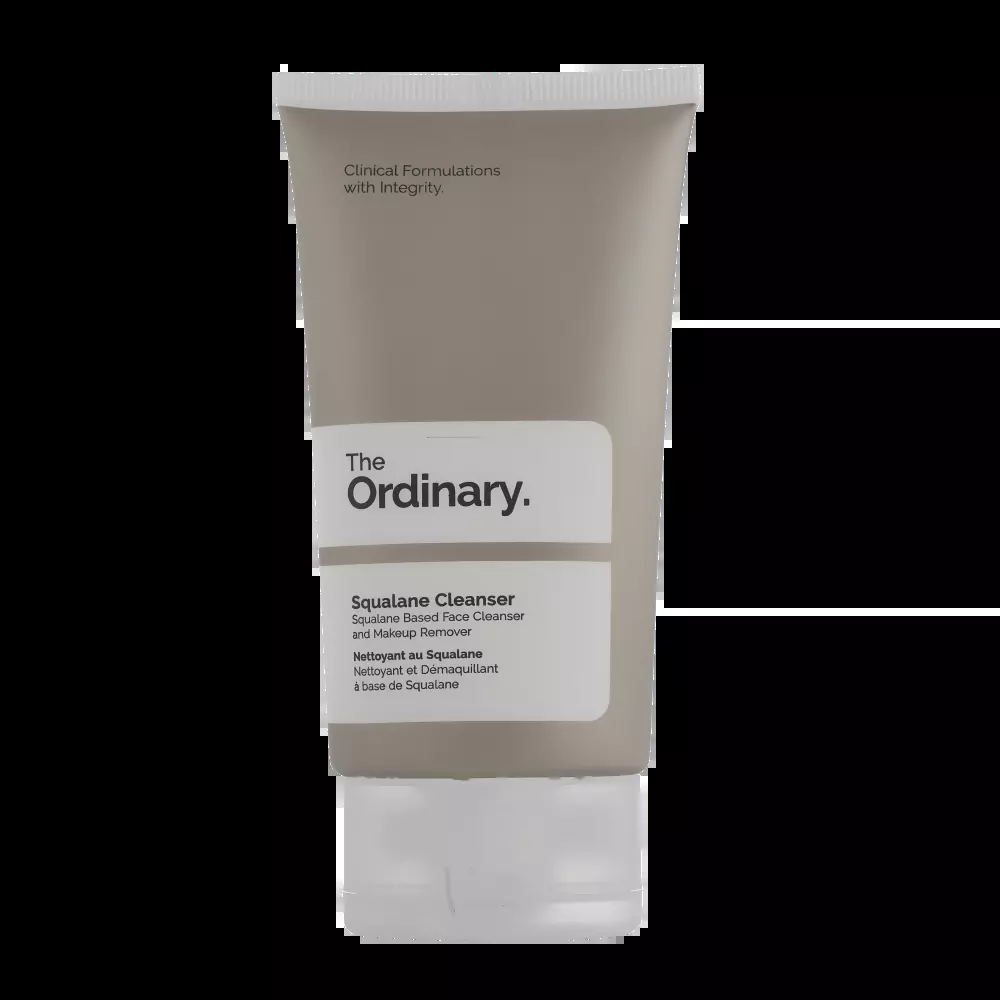 Clinical Formulations
with Integrity.
The
Ordinary.
Squalane Cleanser
Squalane Based Face Cleanser
and Makeup Remover
Nettoyant au Squalane
Nettoyant et Démaquillant
à base de Squalane